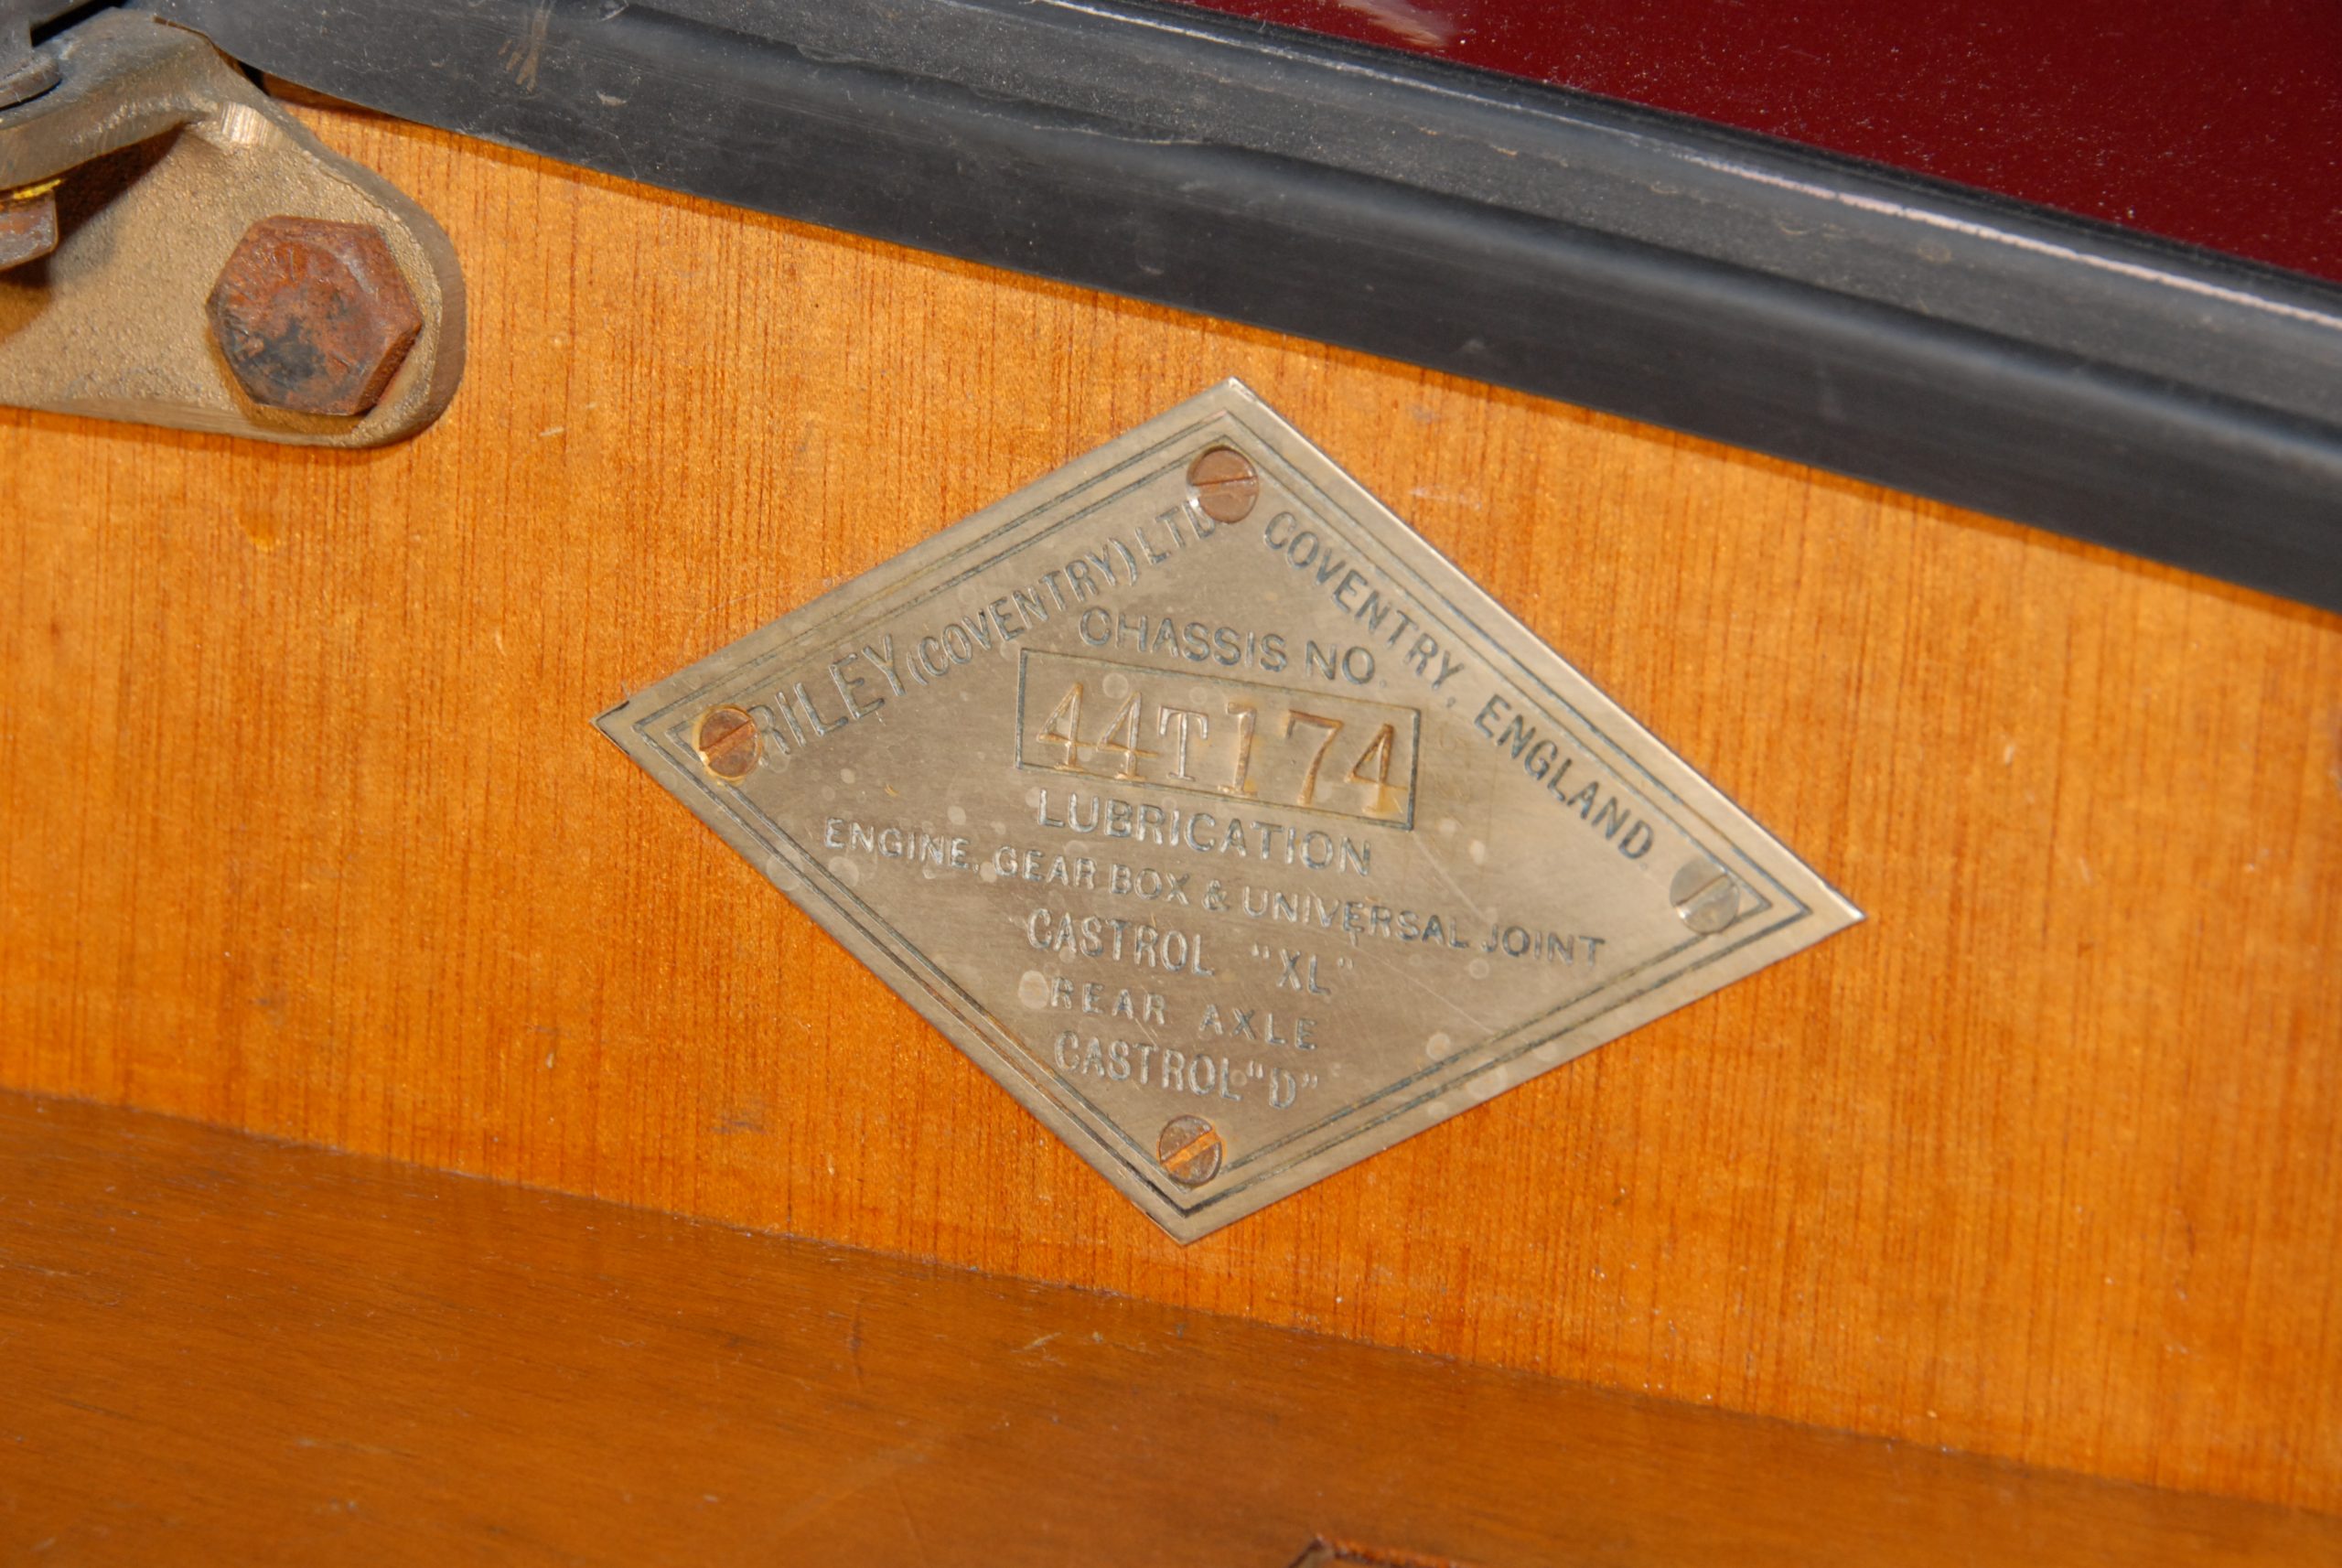 RILEY (COVENTRY) LTD
COVENTRY, ENGLAND.
CHASSIS NO.
44T174
LUBRICATION
ENGINE, GEAR BOX & UNIVERSAL JOINT
CASTROL "XL"
REAR AXLE
CASTROL "D"